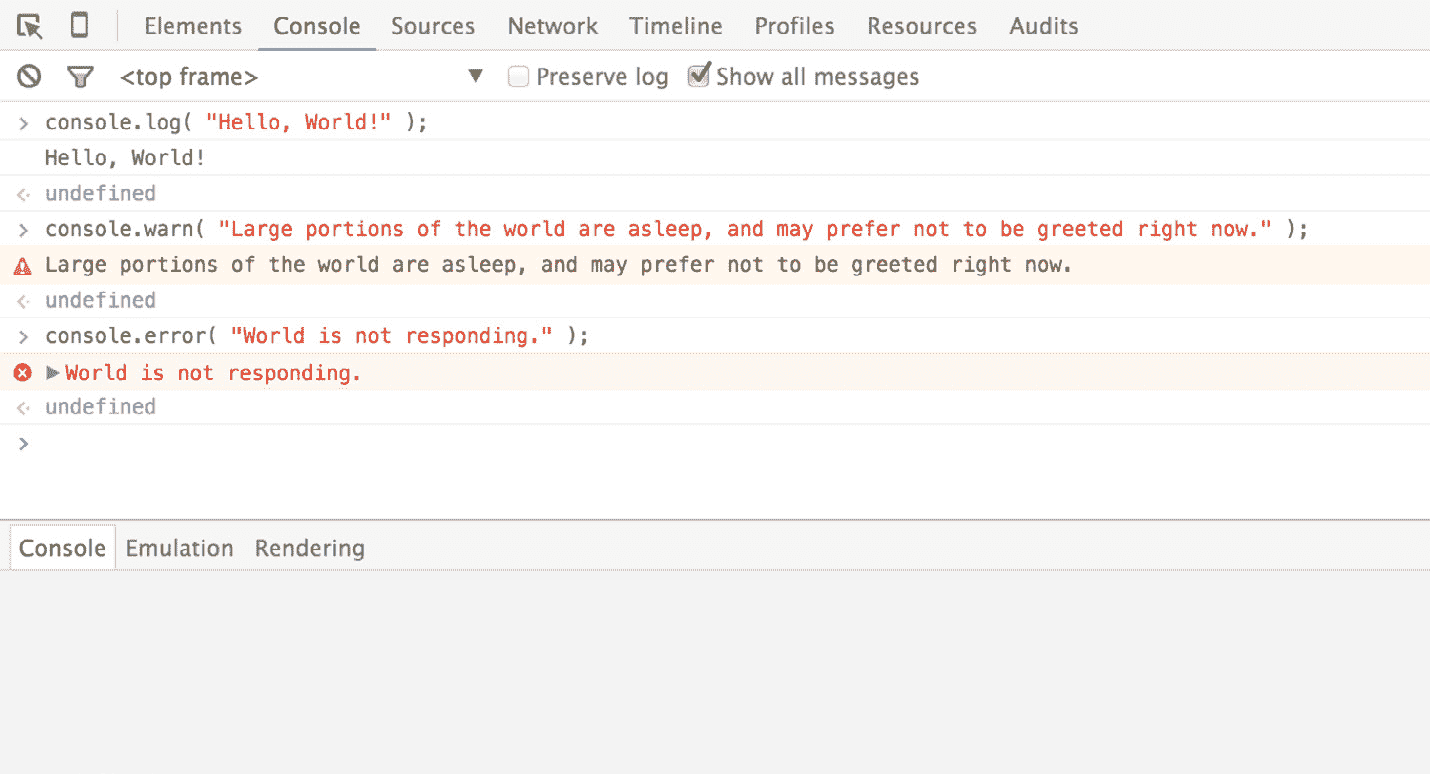 Elements Console Sources Network Timeline Profiles Resources Audits
<top frame> Preserve log Show all messages
console.log( "Hello, World!" );
Hello, World!
undefined
console.warn( "Large portions of the world are asleep, and may prefer not to be greeted right now." );
Large portions of the world are asleep, and may prefer not to be greeted right now.
undefined
console.error( "World is not responding." );
World is not responding.
undefined
Console Emulation Rendering